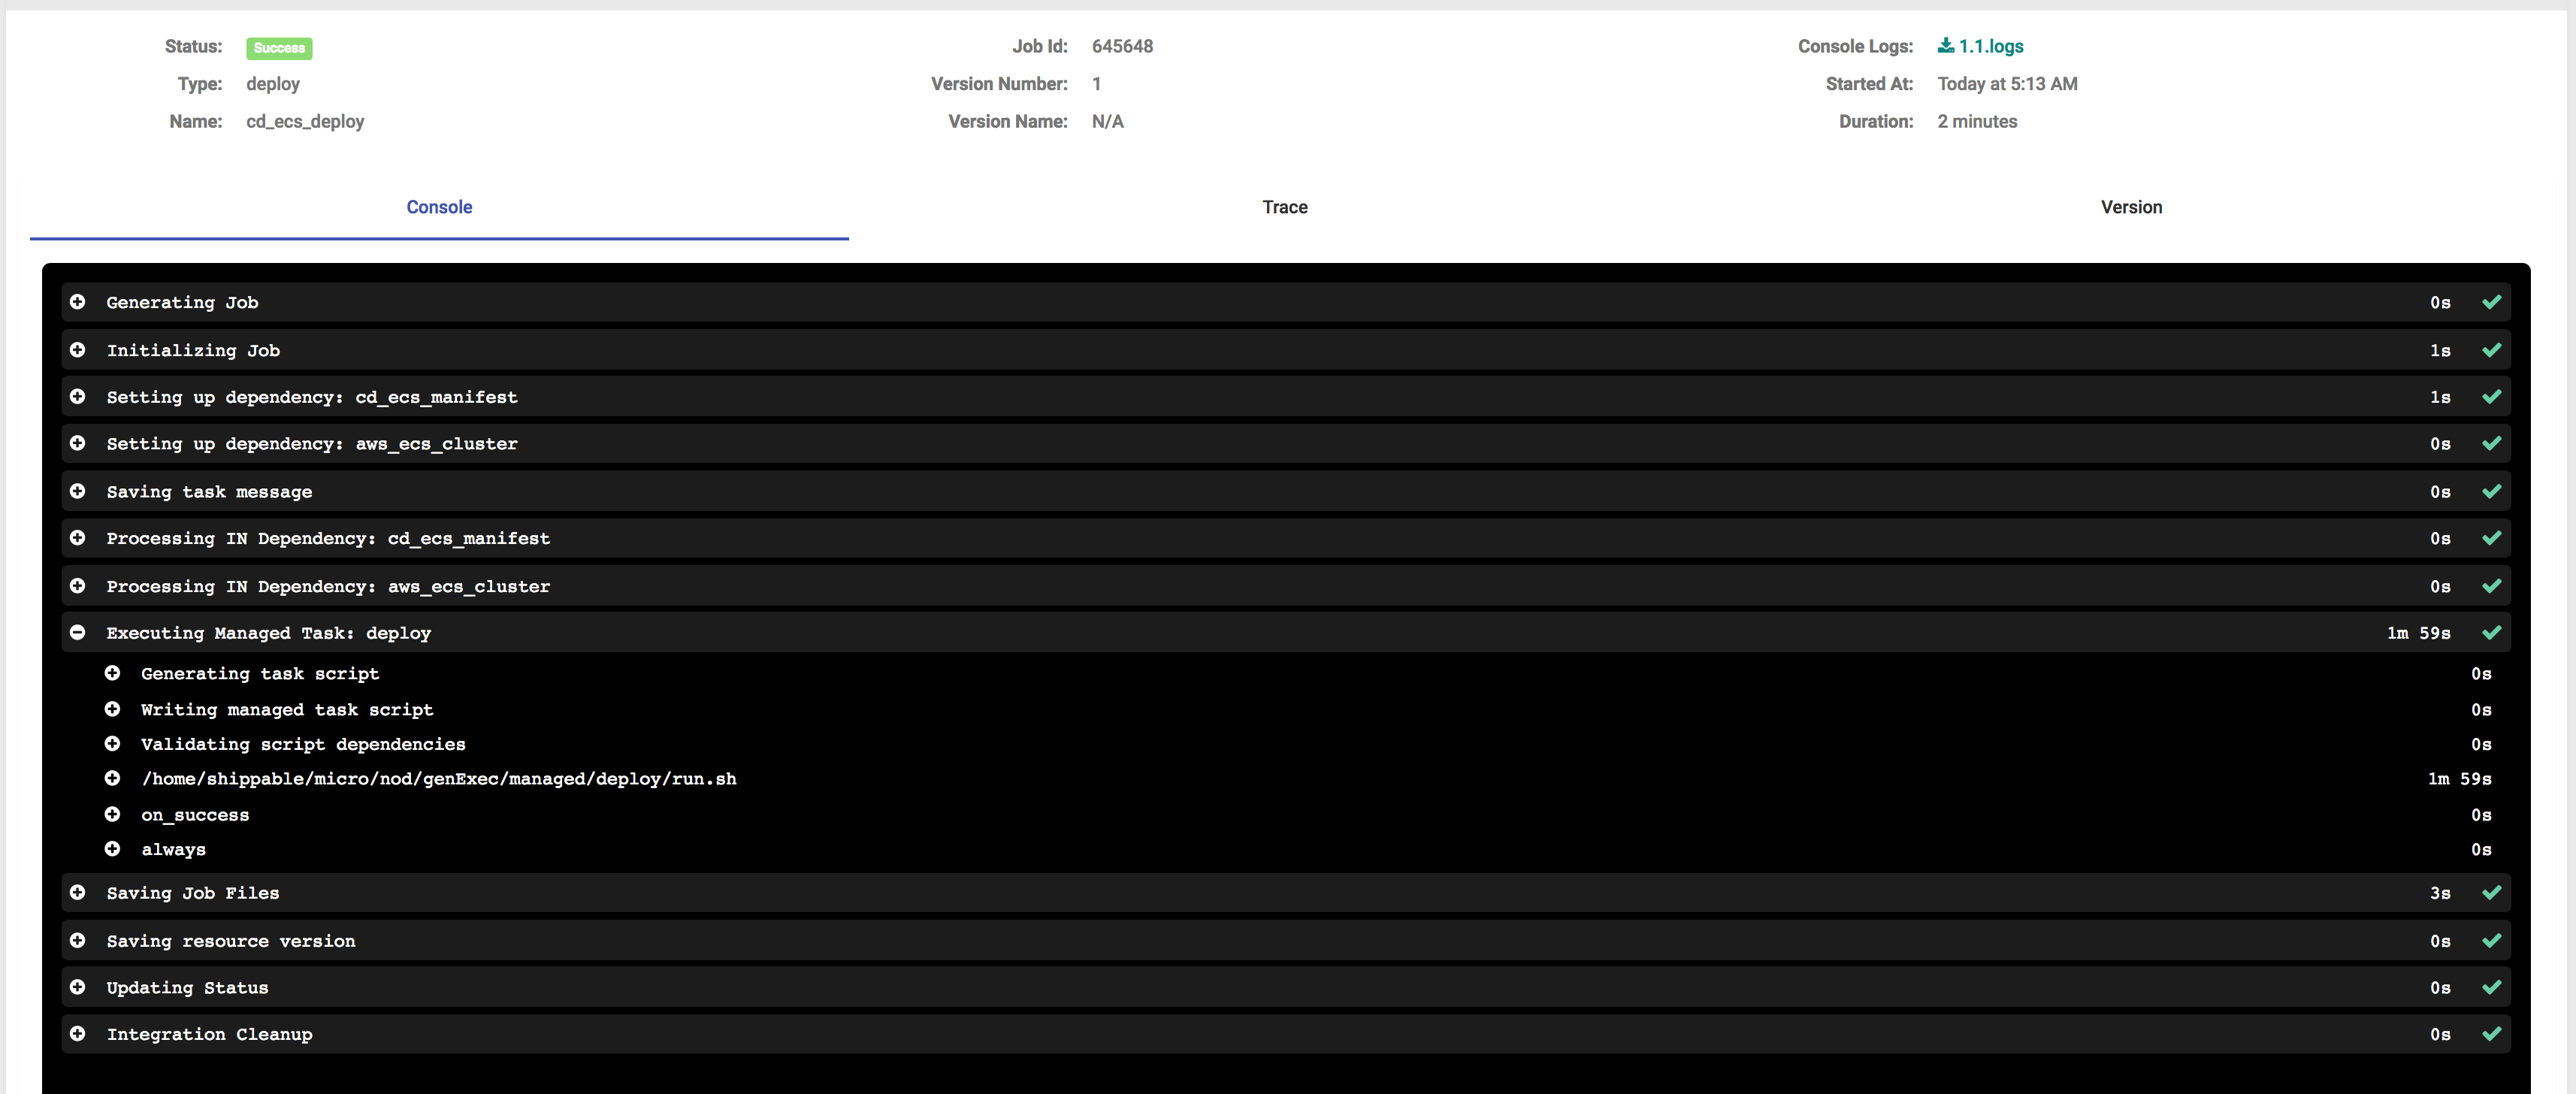 Status: Success Job Id: 645648 Console Logs: 1.1.logs
Type: deploy Version Number: 1 Started At: Today at 5:13 AM
Name: cd_ecs_deploy Version Name: N/A Duration: 2 minutes
Console Trace Version
Generating Job 0s
Initializing Job 1s
Setting up dependency: cd_ecs_manifest 1s
Setting up dependency: aws_ecs_cluster 0s
Saving task message 0s
Processing IN Dependency: cd_ecs_manifest 0s
Processing IN Dependency: aws_ecs_cluster 0s
Executing Managed Task: deploy 1m 59s
Generating task script 0s
Writing managed task script 0s
Validating script dependencies 0s
/home/shippable/micro/nod/genExec/managed/deploy/run.sh 1m 59s
on_success 0s
always 0s
Saving Job Files 3s
Saving resource version 0s
Updating Status 0s
Integration Cleanup 0s